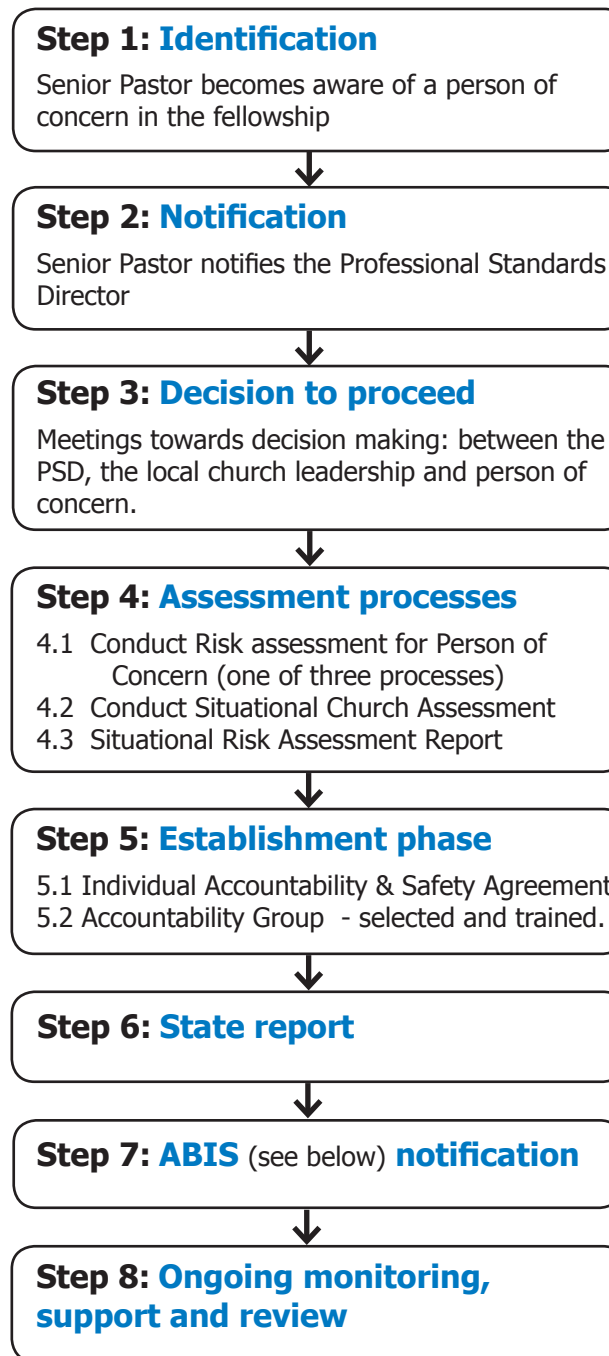 Step 1: Identification
Senior Pastor becomes aware of a person of
concern in the fellowship
Step 2: Notification
Senior Pastor notifies the Professional Standards
Director
Step 3: Decision to proceed
Meetings towards decision making: between the
PSD, the local church leadership and person of
concern.
Step 4: Assessment processes
4.1 Conduct Risk assessment for Person of
Concern (one of three processes)
4.2 Conduct Situational Church Assessment
4.3 Situational Risk Assessment Report
Step 5: Establishment phase
5.1 Individual Accountability & Safety Agreement
5.2 Accountability Group - selected and trained.
Step 6: State report
Step 7: ABIS (see below) notification
Step 8: Ongoing monitoring,
support and review